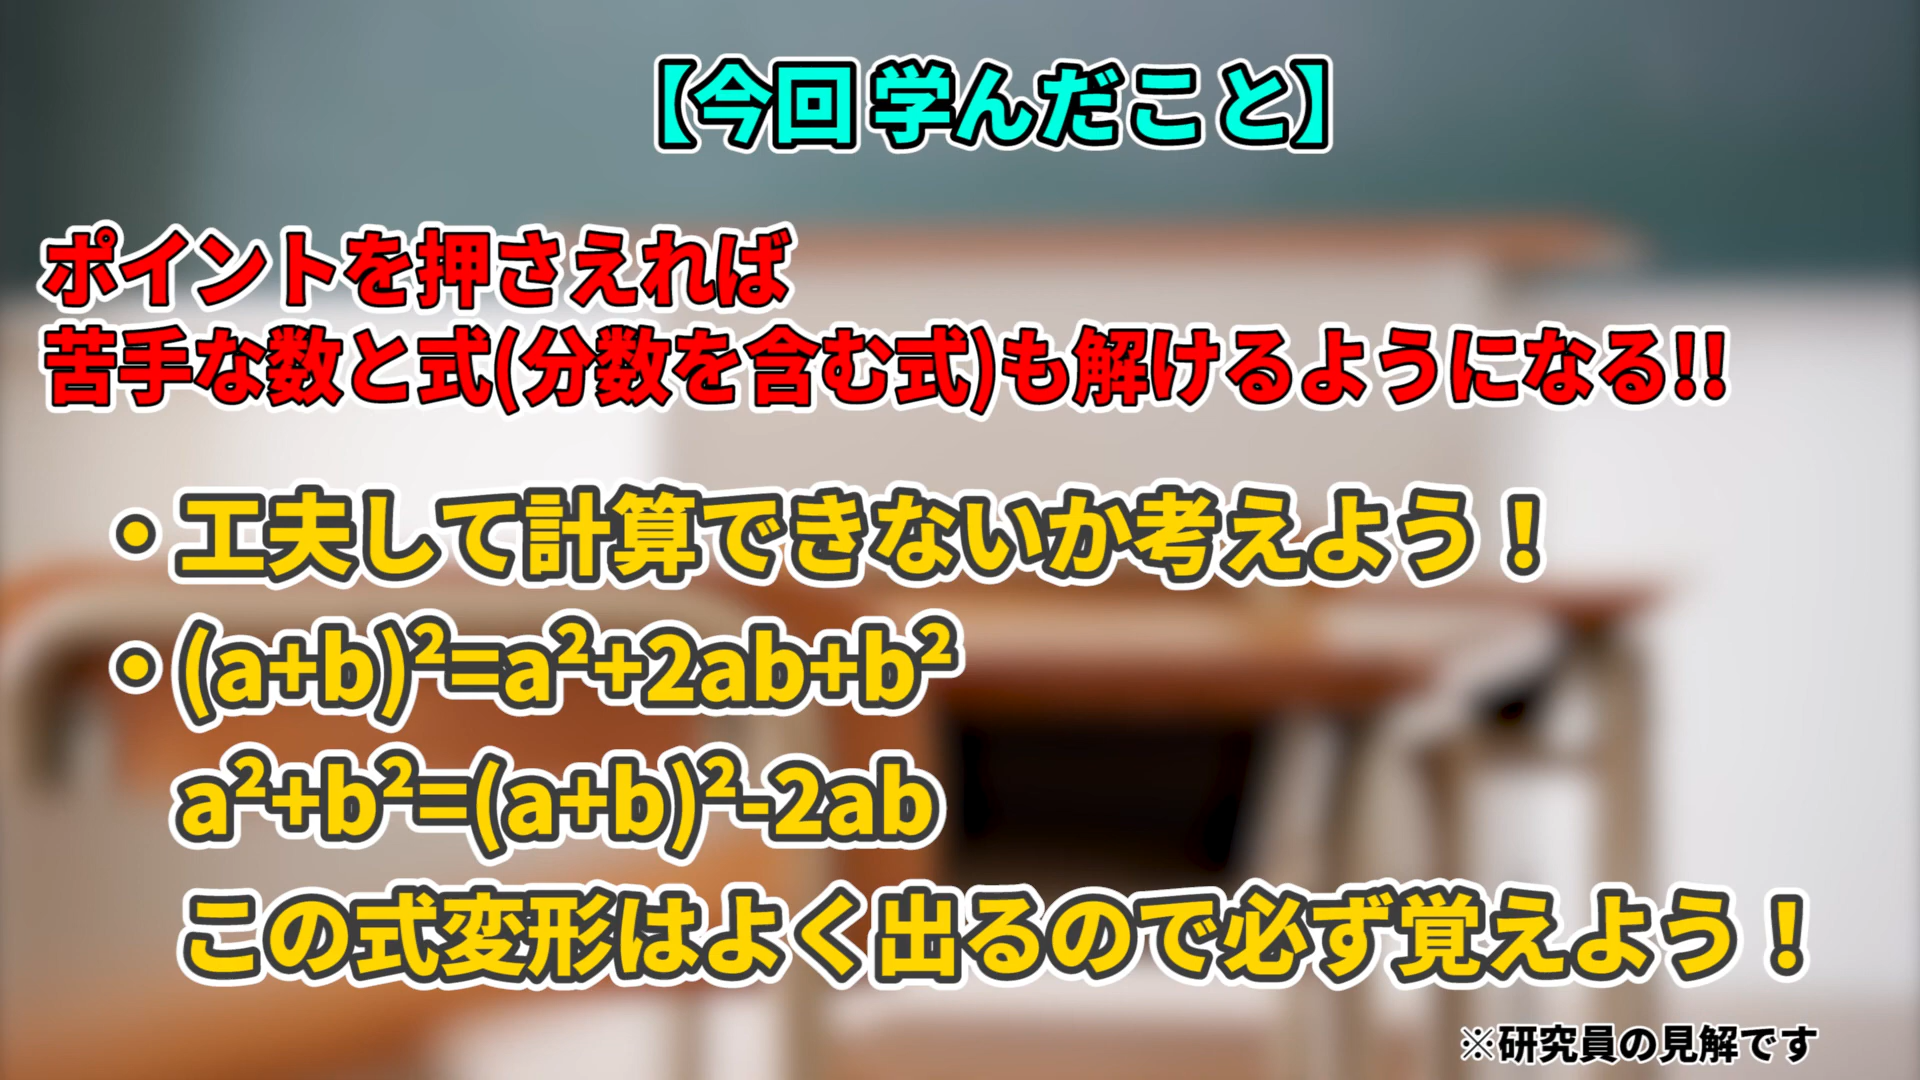 【今回 学んだこと】
ポイントを押さえれば
苦手な数と式(分数を含む式)も解けるようになる!!
・工夫して計算できないか考えよう！
・(a+b)²=a²+2ab+b²
a²+b²=(a+b)²-2ab
この式変形はよく出るので必ず覚えよう！
※研究員の見解です